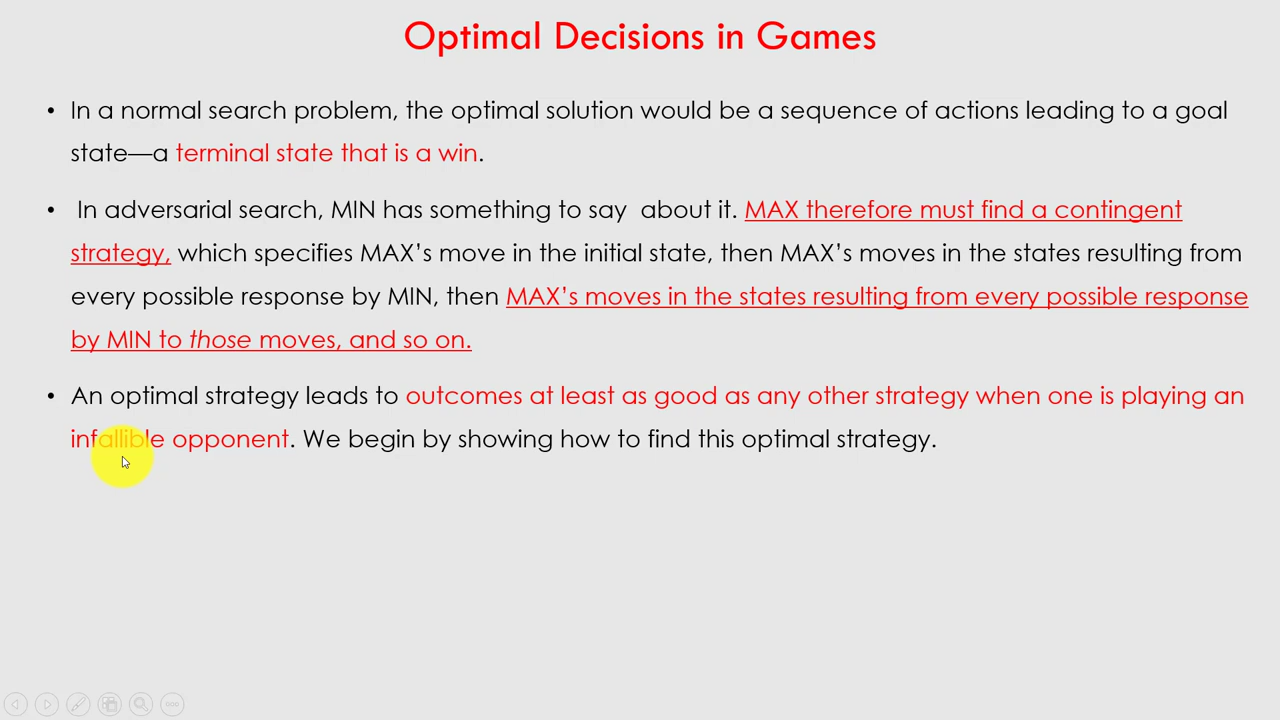 Optimal Decisions in Games
• In a normal search problem, the optimal solution would be a sequence of actions leading to a goal
state—a terminal state that is a win.
• In adversarial search, MIN has something to say about it. MAX therefore must find a contingent
strategy, which specifies MAX’s move in the initial state, then MAX’s moves in the states resulting from
every possible response by MIN, then MAX’s moves in the states resulting from every possible response
by MIN to those moves, and so on.
• An optimal strategy leads to outcomes at least as good as any other strategy when one is playing an
infallible opponent. We begin by showing how to find this optimal strategy.